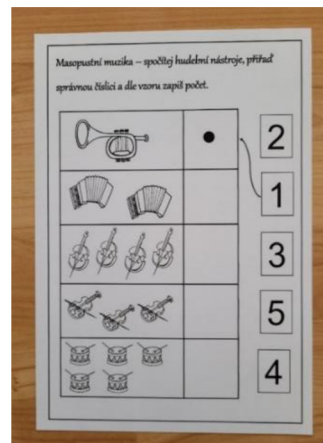 Masopustní muzika – spočítej hudební nástroje, přiřaď
správnou číslici a dle vzoru zapiš počet.
2
1
3
5
4